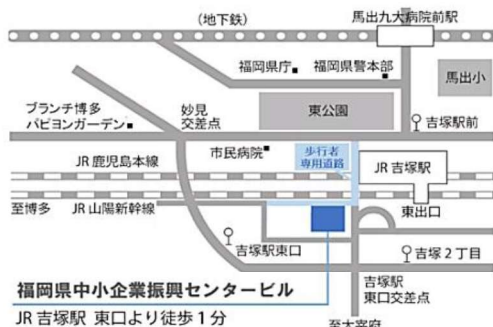 (地下鉄)
馬出九大病院前駅
福岡県庁
福岡県警本部
馬出小
ブランチ博多
パピヨンガーデン
妙見
交差点
東公園
吉塚駅前
市民病院
歩行者
専用道路
JR 吉塚駅
JR 鹿児島本線
至博多
JR 山陽新幹線
東出口
吉塚駅東口
吉塚2丁目
吉塚駅
東口交差点
福岡県中小企業振興センタービル
JR 吉塚駅 東口より徒歩1分
至太宰府